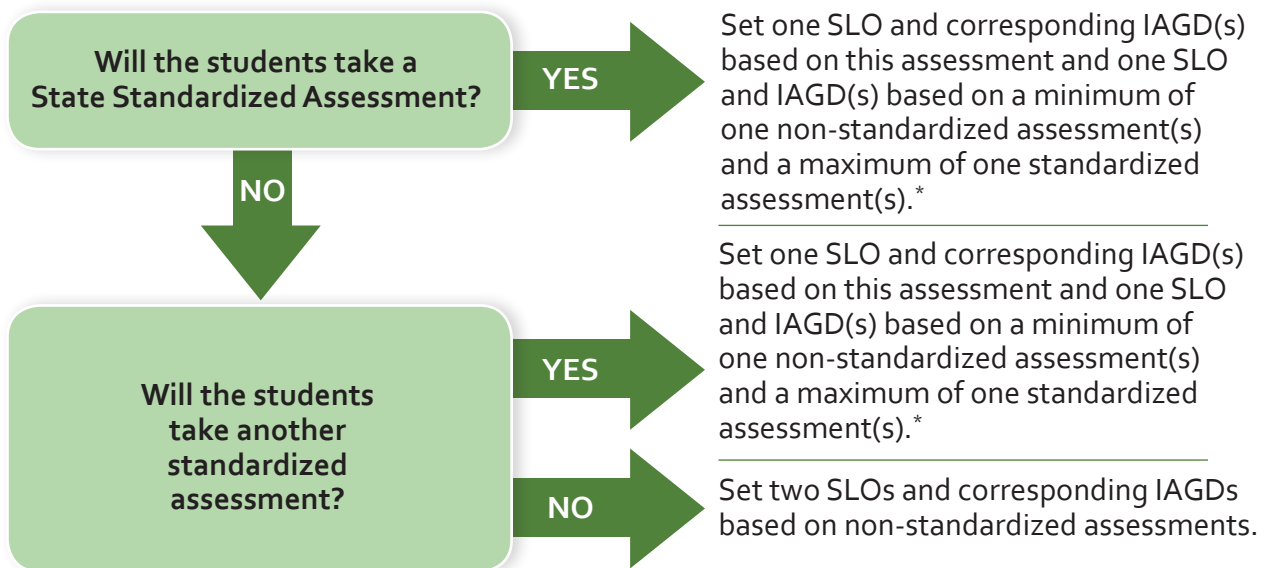 Will the students take a
State Standardized Assessment?
YES
Set one SLO and corresponding IAGD(s)
based on this assessment and one SLO
and IAGD(s) based on a minimum of
one non-standardized assessment(s)
and a maximum of one standardized
assessment(s).*
NO
Will the students
take another
standardized
assessment?
YES
Set one SLO and corresponding IAGD(s)
based on this assessment and one SLO
and IAGD(s) based on a minimum of
one non-standardized assessment(s)
and a maximum of one standardized
assessment(s).*
NO
Set two SLOs and corresponding IAGDs
based on non-standardized assessments.